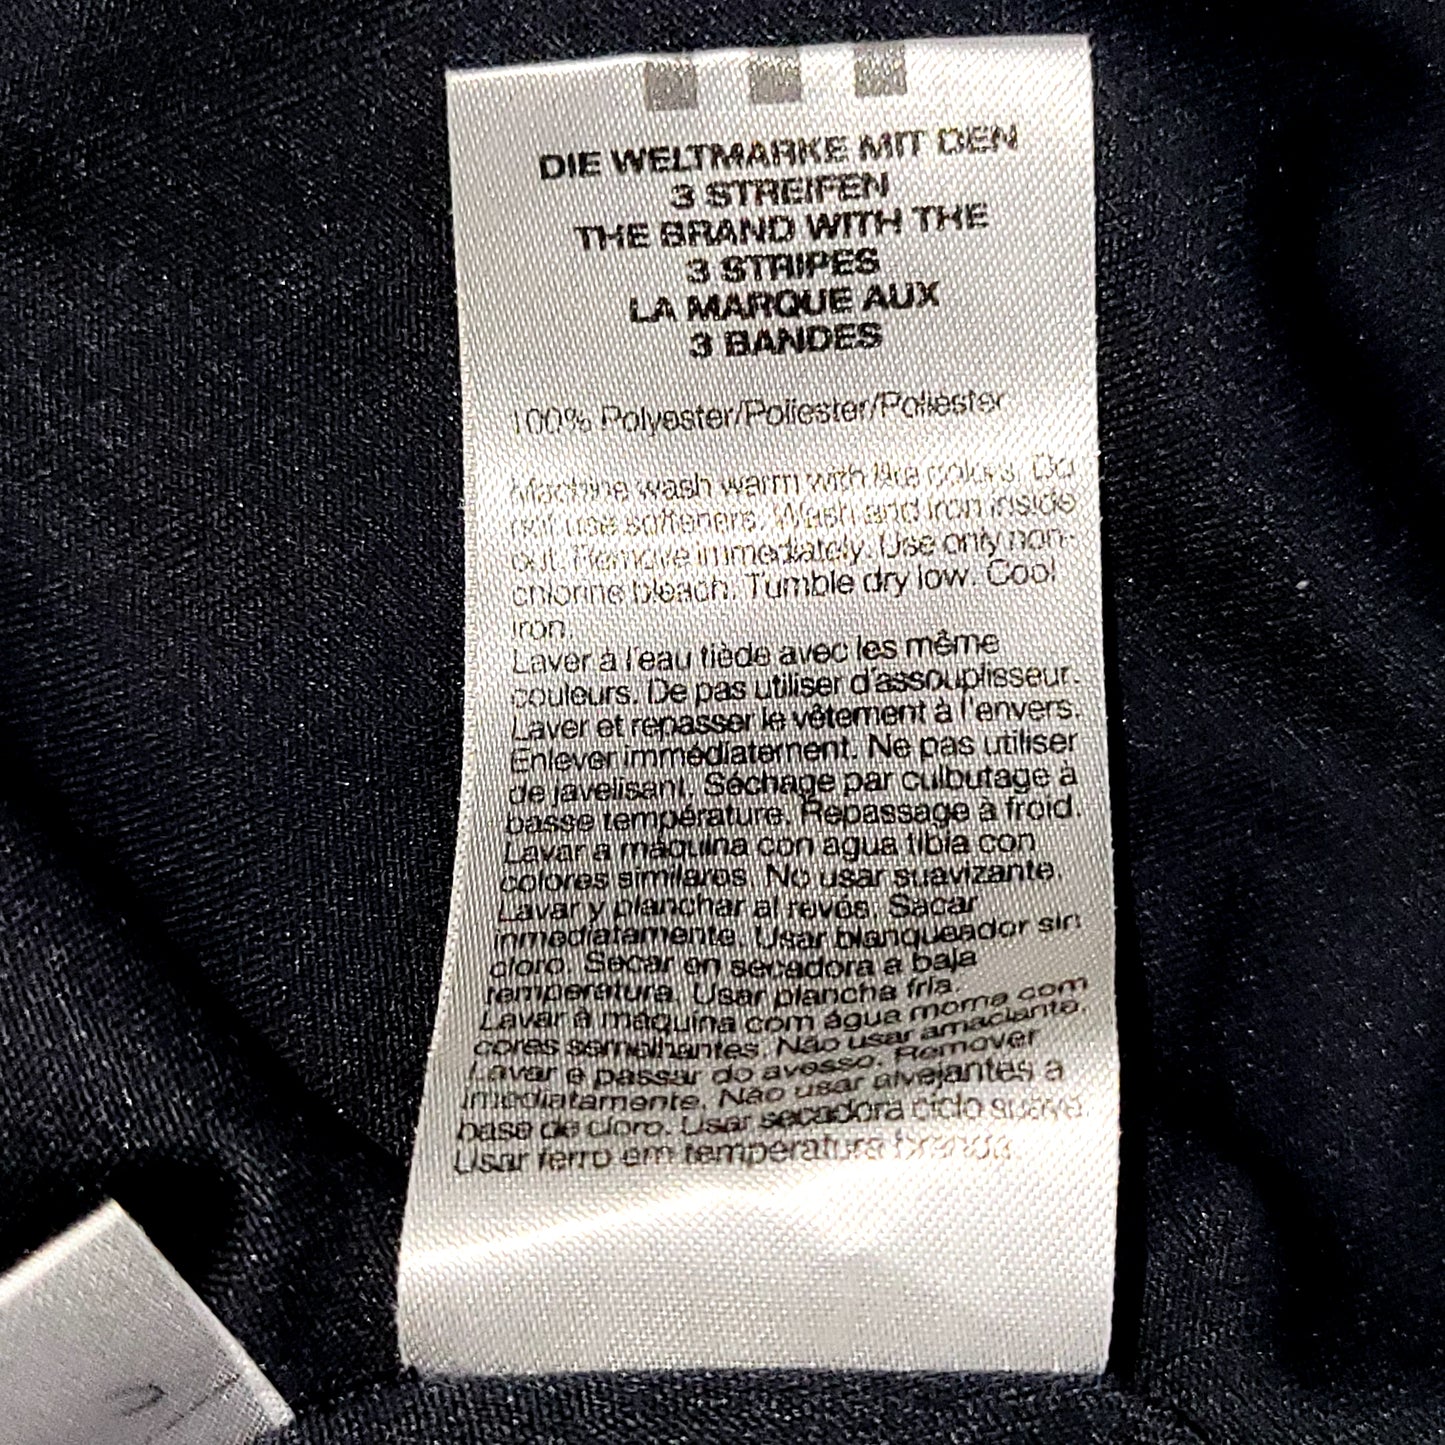 DIE WELTMARKE MIT DEN
3 STREIFEN
THE BRAND WITH THE
3 STRIPES
LA MARQUE AUX
3 BANDES
100% Polyester/Poliester/Poliéster
Machine wash warm with like colors. Do
not use softeners. Wash and iron inside
out. Remove immediately. Use only non-
chlorine bleach. Tumble dry low. Cool
iron.
Laver à l'eau tiède avec les même
couleurs. De pas utiliser d'assouplisseur.
Laver et repasser le vêtement à l'envers.
Enlever immédiatement. Ne pas utiliser
de javelisant. Séchage par culbutage à
basse température. Repassage à froid.
Lavar a máquina con agua tibia con
colores similares. No usar suavizante.
Lavar y planchar al revés. Sacar
inmediatamente. Usar blanqueador sin
cloro. Secar en secadora a baja
temperatura. Usar plancha fría.
Lavar à máquina com água morna com
cores semelhantes. Não usar amaciante.
Lavar e passar do avesso. Remover
imediatamente. Não usar alvejantes à
base de cloro. Usar secadora ciclo suave.
Usar ferro em temperatura branda.